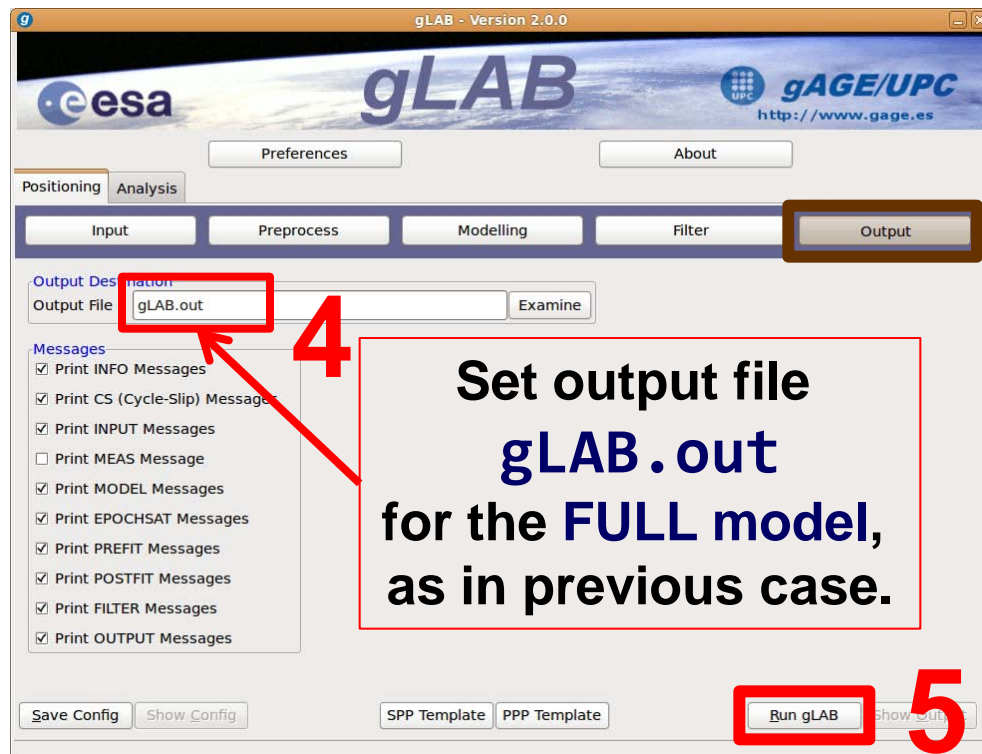 gLAB - Version 2.0.0
esa
gLAB
UPC
gAGE/UPC
http://www.gage.es
Preferences
About
Positioning
Analysis
Input
Preprocess
Modelling
Filter
Output
Output Destination
Output File
gLAB.out
Examine
4
Messages
Print INFO Messages
Print CS (Cycle-Slip) Messages
Print INPUT Messages
Print MEAS Message
Print MODEL Messages
Print EPOCHSAT Messages
Print PREFIT Messages
Print POSTFIT Messages
Print FILTER Messages
Print OUTPUT Messages
Set output file
gLAB.out
for the FULL model,
as in previous case.
Save Config
Show Config
SPP Template
PPP Template
Run gLAB
Show Output
5